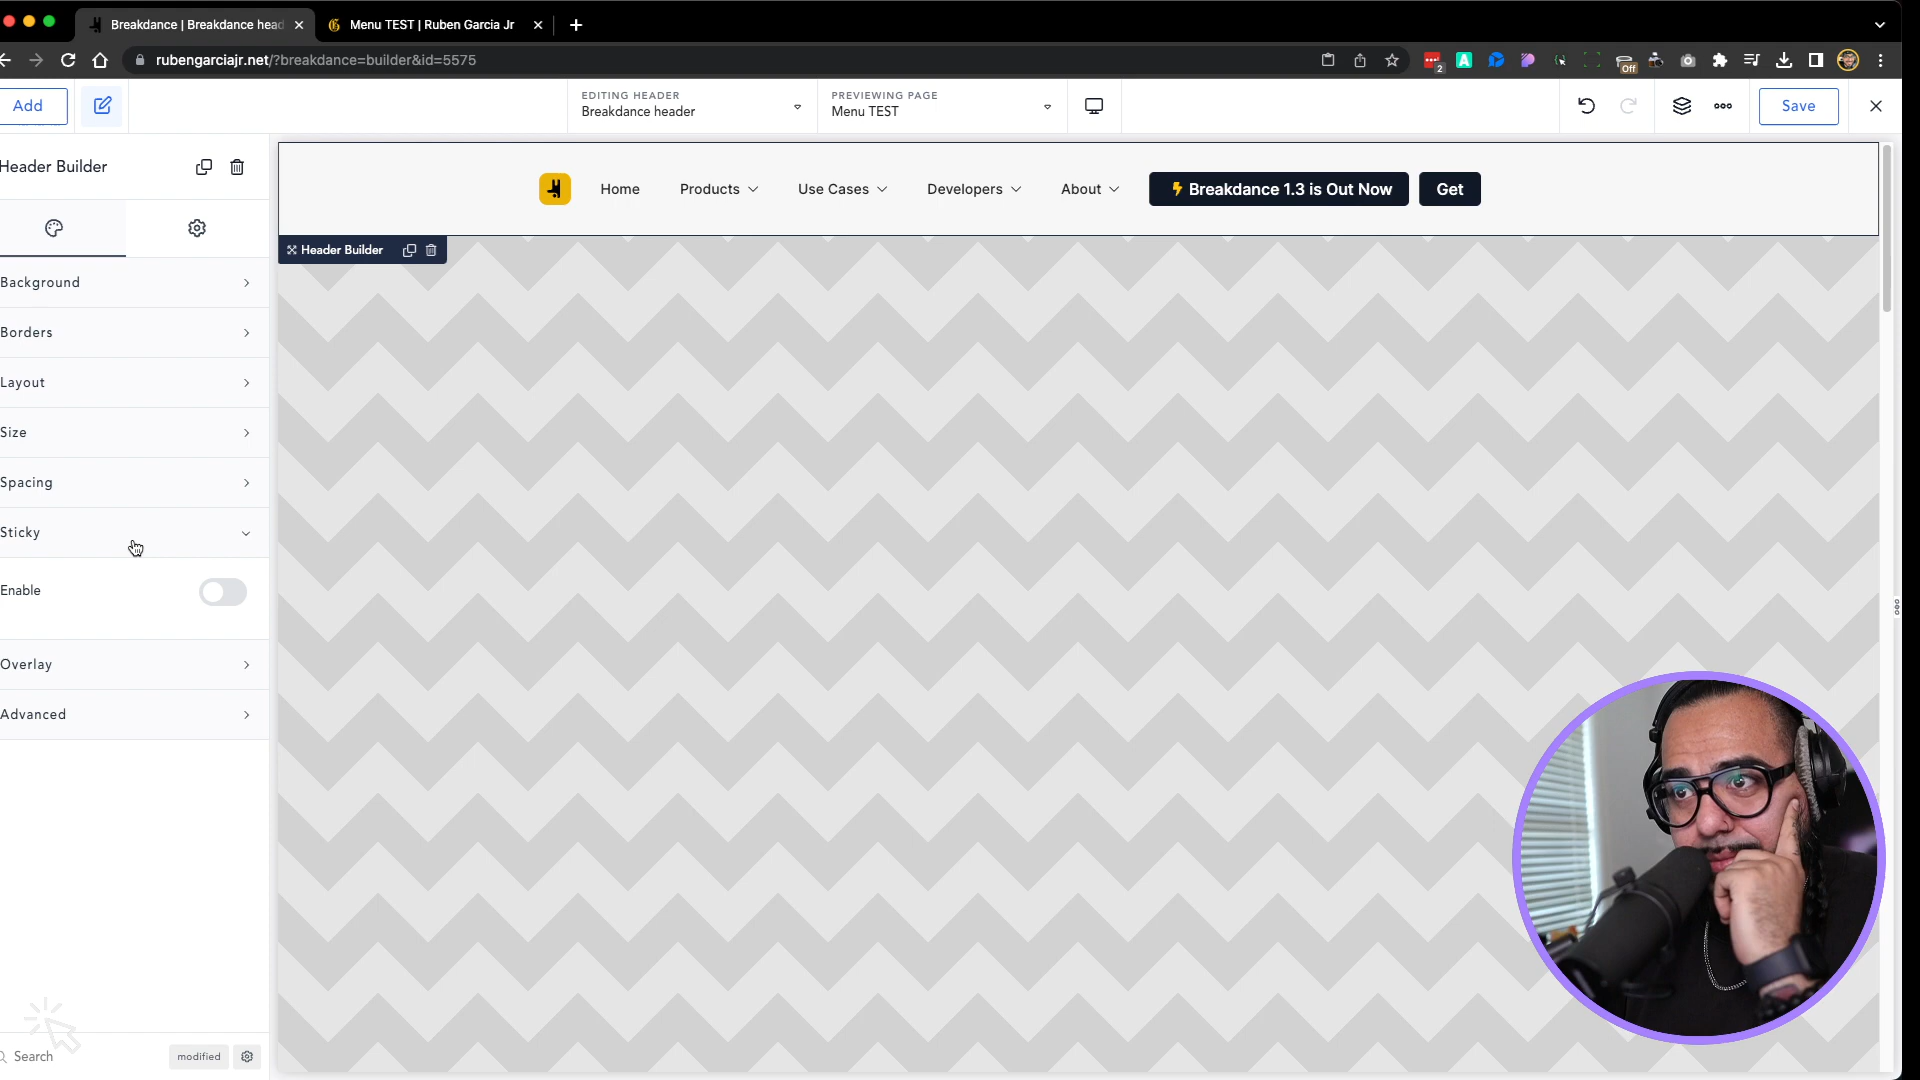 Breakdance | Breakdance head
Menu TEST | Ruben Garcia Jr
rubengarciajr.net/?breakdance=builder&id=5575
2
Off
Add
EDITING HEADER
Breakdance header
PREVIEWING PAGE
Menu TEST
Save
Header Builder
Home
Products
Use Cases
Developers
About
Breakdance 1.3 is Out Now
Get
Header Builder
Background
Borders
Layout
Size
Spacing
Sticky
Enable
Overlay
Advanced
Search
modified